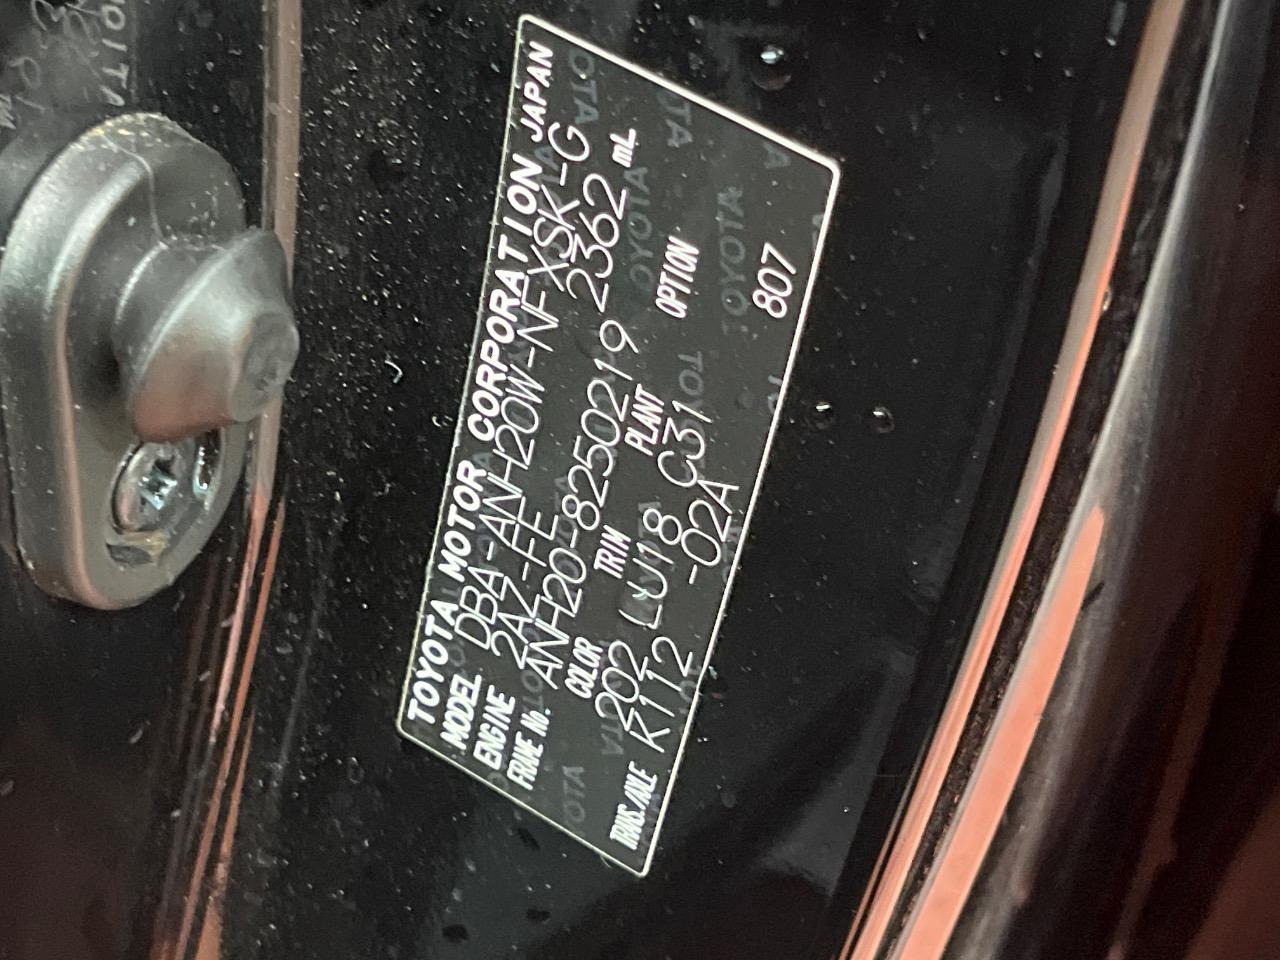 TOYOTA MOTOR CORPORATION JAPAN
MODEL DBA-ANH20W-NFXSK-G
ENGINE 2AZ-FE 2362 mL
FRAME No. ANH20-8250219
COLOR TRIM PLANT OPTION
202 LU18 C31 807
TRANS./AXLE K112 -02A